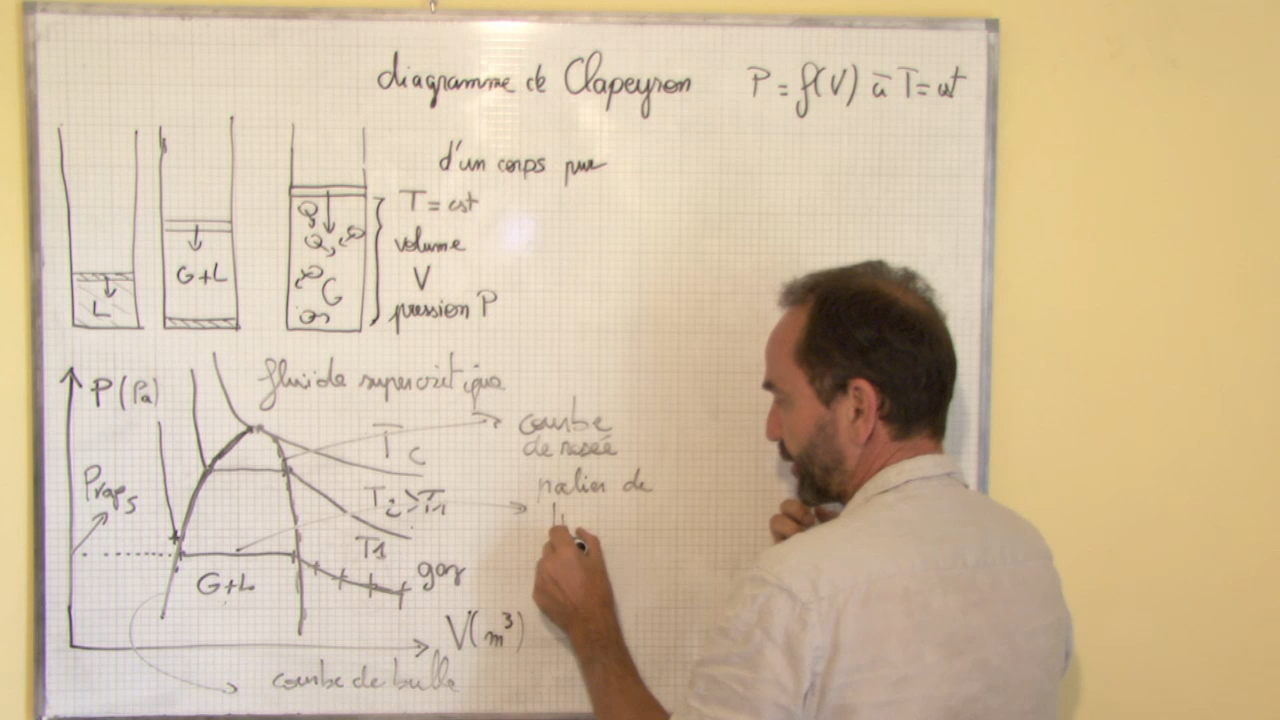 diagramme de Clapeyron P = f(V) à T = cst
d'un corps pur
T = cst
volume
V
pression P
G+L
L
G
P(Pa)
fluide supercritique
Tc
courbe
de rosée
palier de
T2>T1
T1
G+L
gaz
V(m³)
courbe de bulle